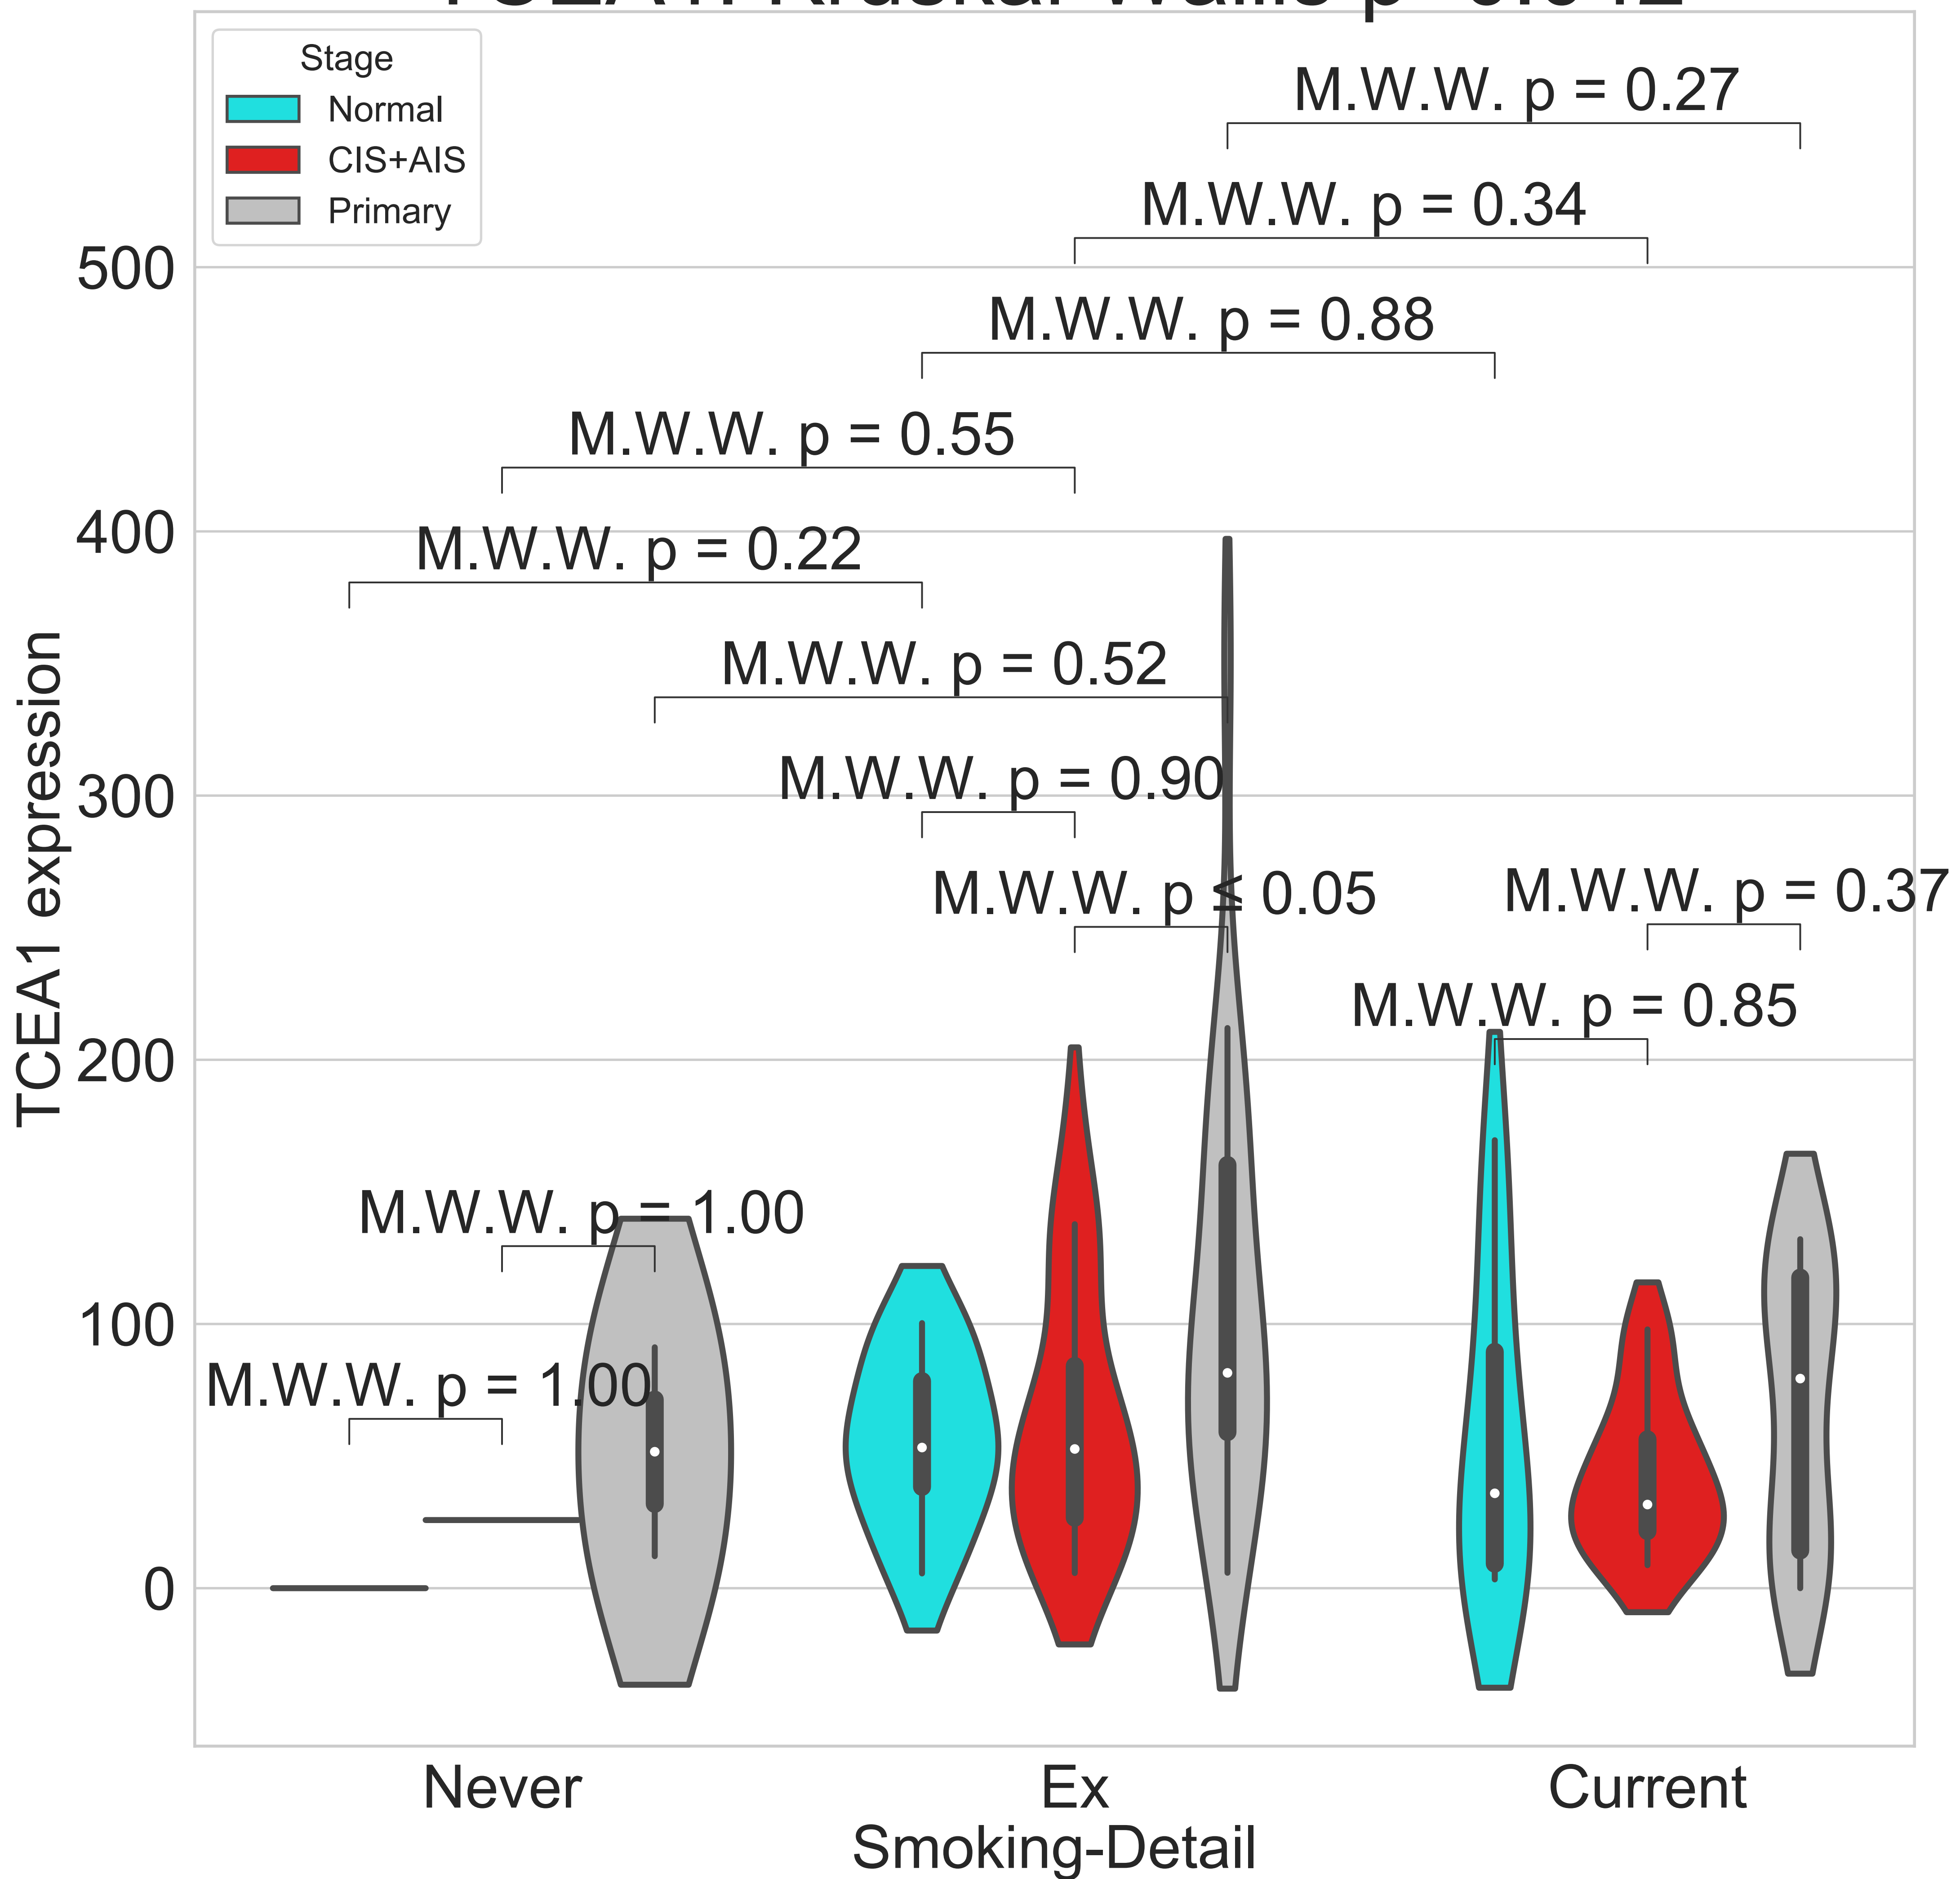 Stage
Normal
CIS+AIS
Primary
M.W.W. p = 0.27
M.W.W. p = 0.34
M.W.W. p = 0.88
M.W.W. p = 0.55
M.W.W. p = 0.22
M.W.W. p = 0.52
M.W.W. p = 0.90
M.W.W. p ≤ 0.05
M.W.W. p = 0.37
M.W.W. p = 0.85
M.W.W. p = 1.00
M.W.W. p = 1.00
500
400
300
200
100
0
TCEA1 expression
Never
Ex
Current
Smoking-Detail